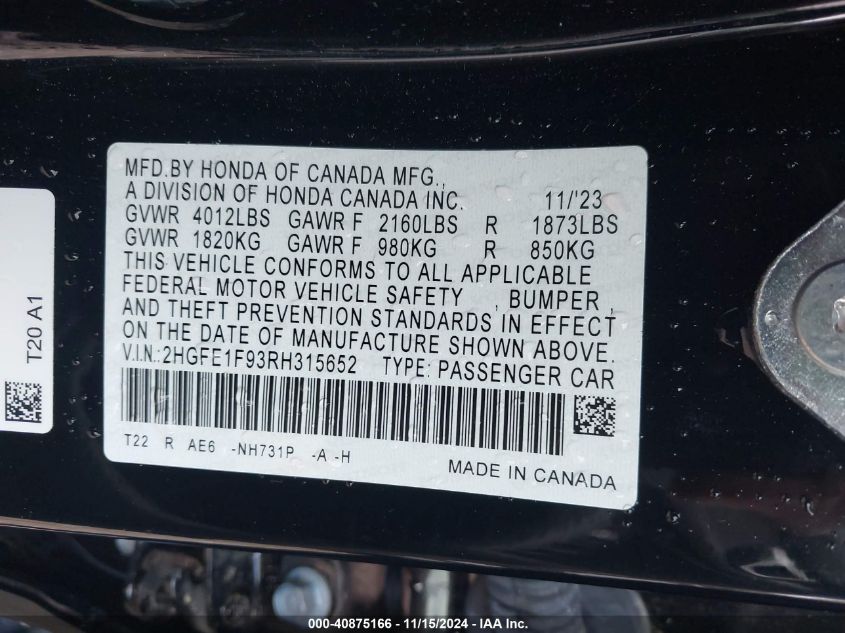 MFD.BY HONDA OF CANADA MFG.,
A DIVISION OF HONDA CANADA INC. 11/'23
GVWR 4012LBS GAWR F 2160LBS R 1873LBS
GVWR 1820KG GAWR F 980KG R 850KG
THIS VEHICLE CONFORMS TO ALL APPLICABLE
FEDERAL MOTOR VEHICLE SAFETY , BUMPER ,
AND THEFT PREVENTION STANDARDS IN EFFECT
ON THE DATE OF MANUFACTURE SHOWN ABOVE.
V.I.N.:2HGFE1F93RH315652 TYPE: PASSENGER CAR
T22 R AE6 -NH731P -A -H
MADE IN CANADA
T20 A1
000-40875166 - 11/15/2024 - IAA Inc.